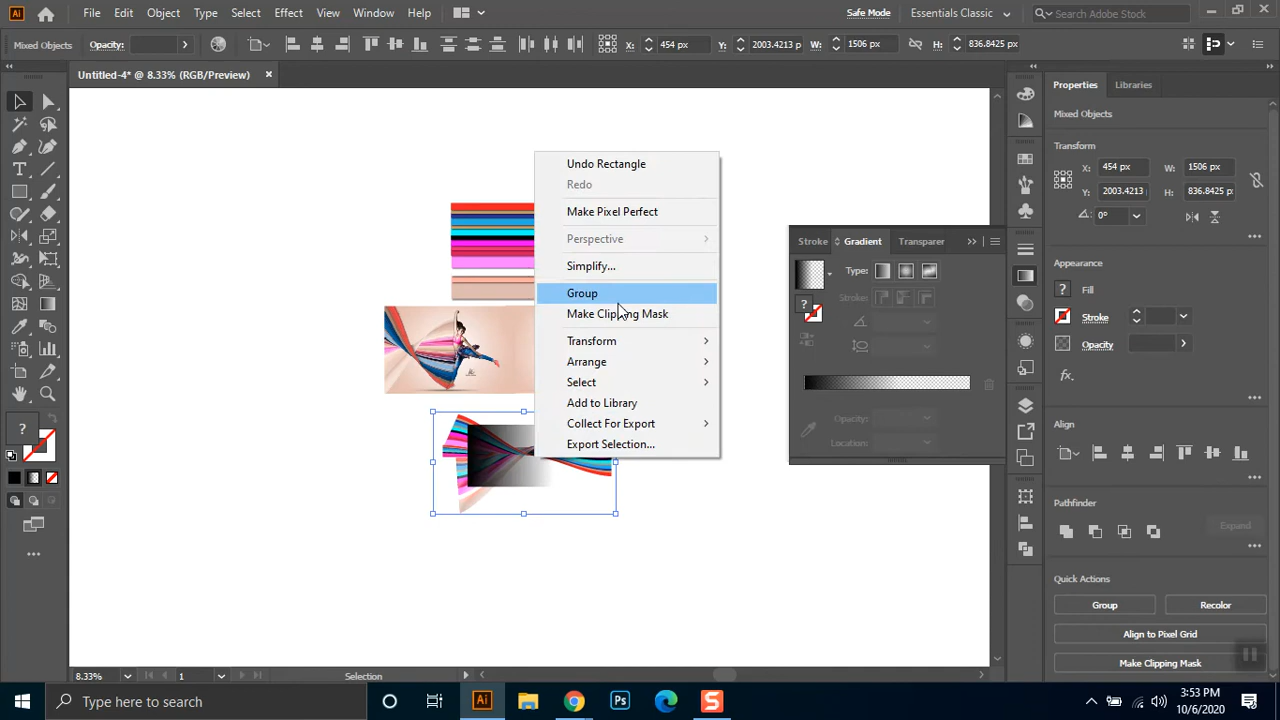 Ai File Edit Object Type Select Effect View Window Help Safe Mode Essentials Classic Search Adobe Stock
Mixed Objects Opacity: X: 454 px Y: 2003.4213 p W: 1506 px H: 836.8425 px
Untitled-4* @ 8.33% (RGB/Preview)
Properties Libraries
Mixed Objects
Transform
X: 454 px W: 1506 px
Y: 2003.4213 H: 836.8425 p
0°
Appearance
? Fill
Stroke
Opacity
fx.
Align
Pathfinder
Expand
Quick Actions
Group Recolor
Align to Pixel Grid
Make Clipping Mask
Undo Rectangle
Redo
Make Pixel Perfect
Perspective
Simplify...
Group
Make Clipping Mask
Transform
Arrange
Select
Add to Library
Collect For Export
Export Selection...
Stroke Gradient Transparer
Type:
Stroke:
?
Opacity:
Location:
?
8.33% 1 Selection
Type here to search
Ai Ps S
3:53 PM
10/6/2020